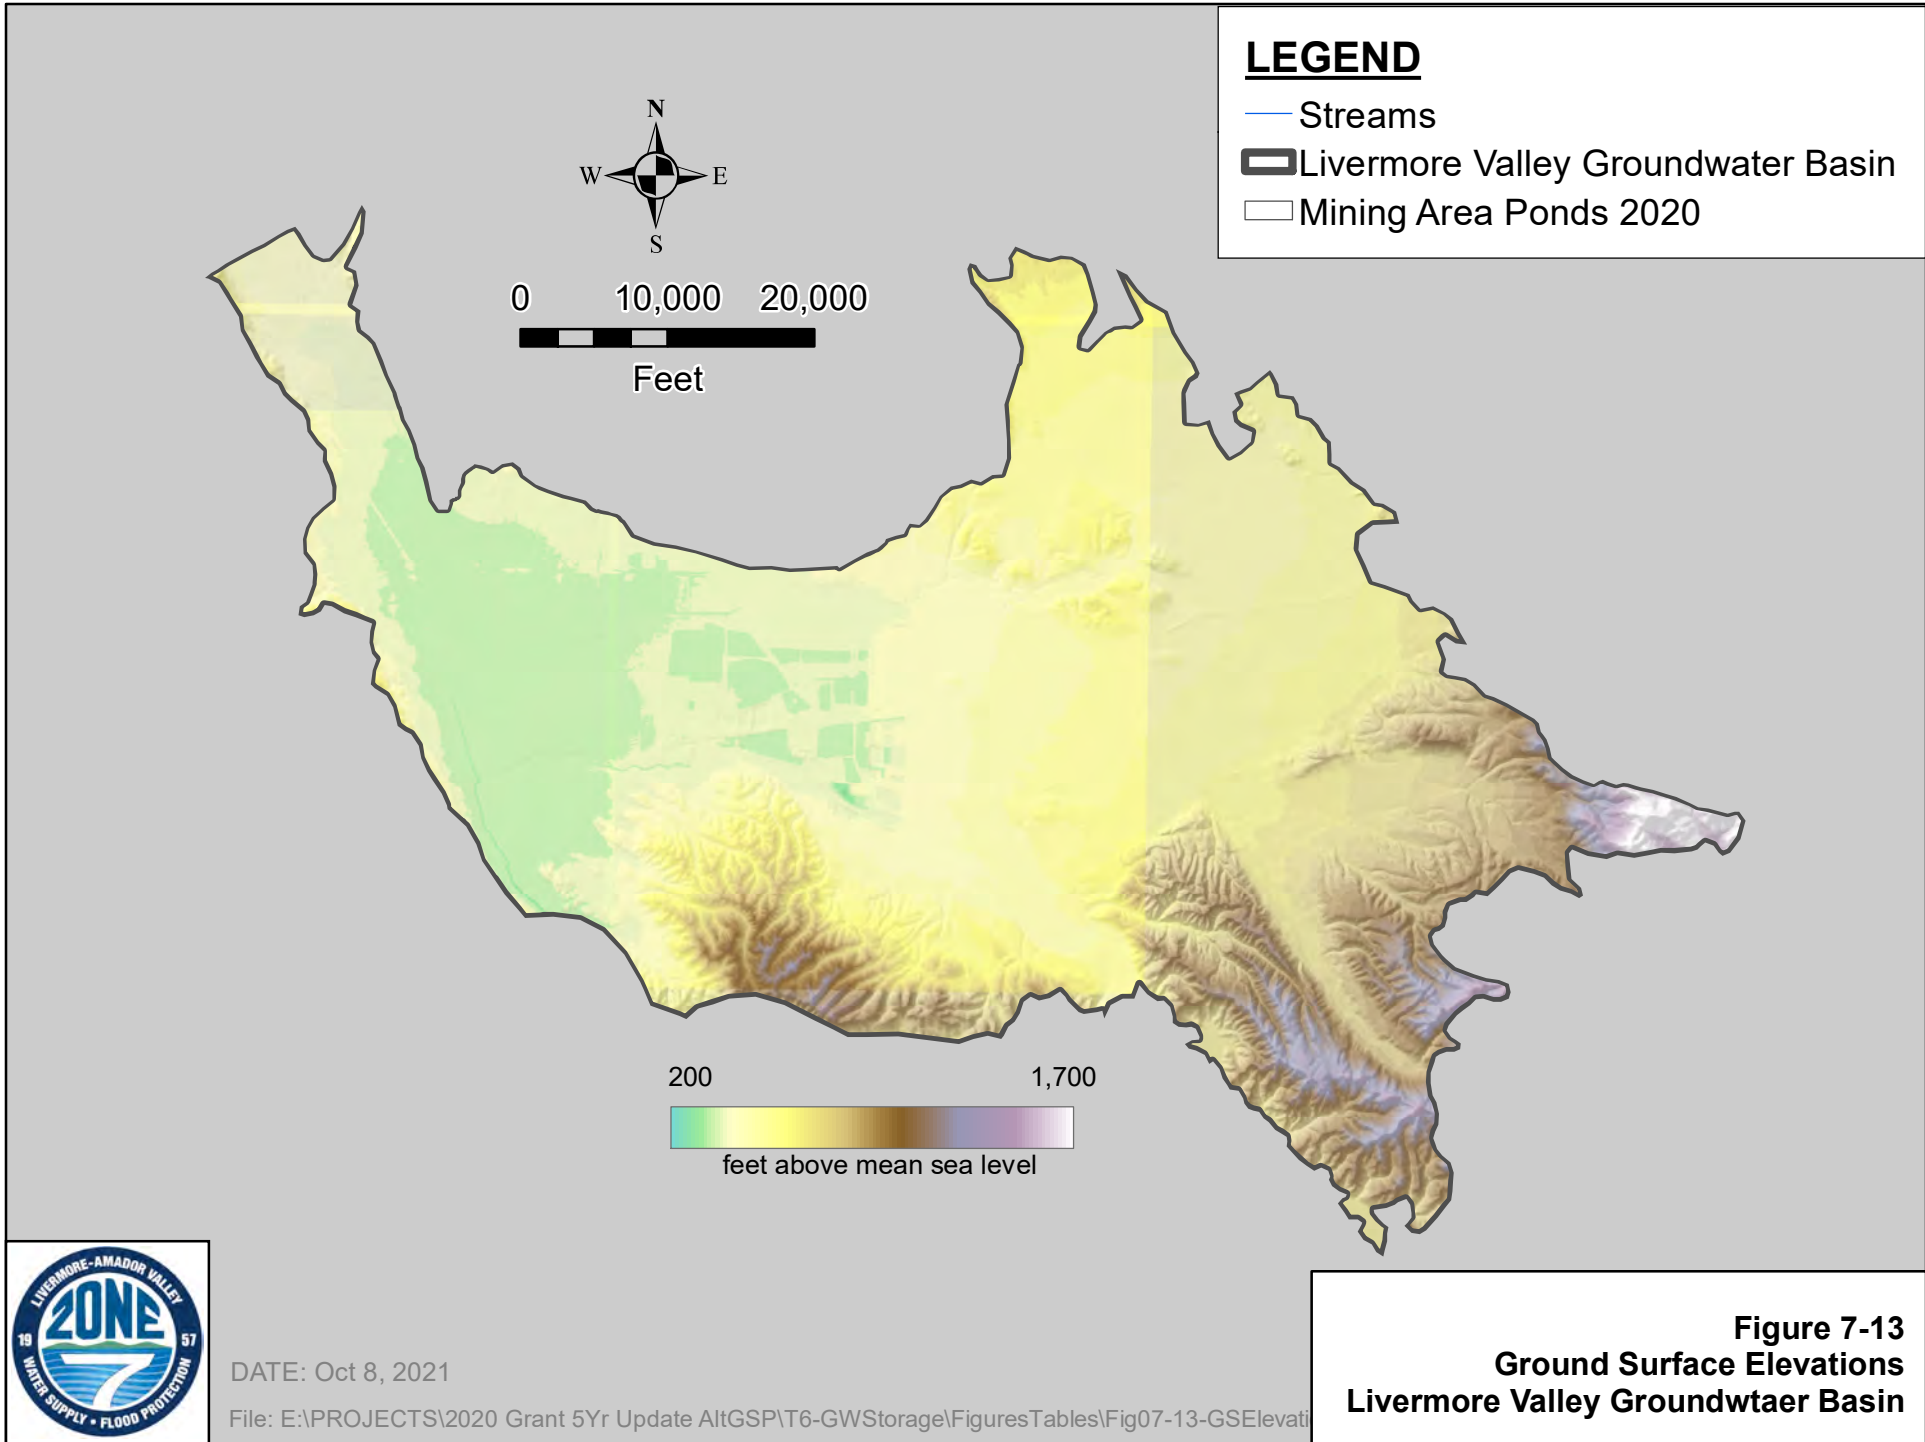 LEGEND
Streams
Livermore Valley Groundwater Basin
Mining Area Ponds 2020
N
W E
S
0 10,000 20,000
Feet
200 1,700
feet above mean sea level
LIVERMORE-AMADOR VALLEY
ZONE
19 57
7
WATER SUPPLY • FLOOD PROTECTION
DATE: Oct 8, 2021
File: E:\PROJECTS\2020 Grant 5Yr Update AltGSP\T6-GWStorage\FiguresTables\Fig07-13-GSElevati
Figure 7-13
Ground Surface Elevations
Livermore Valley Groundwtaer Basin